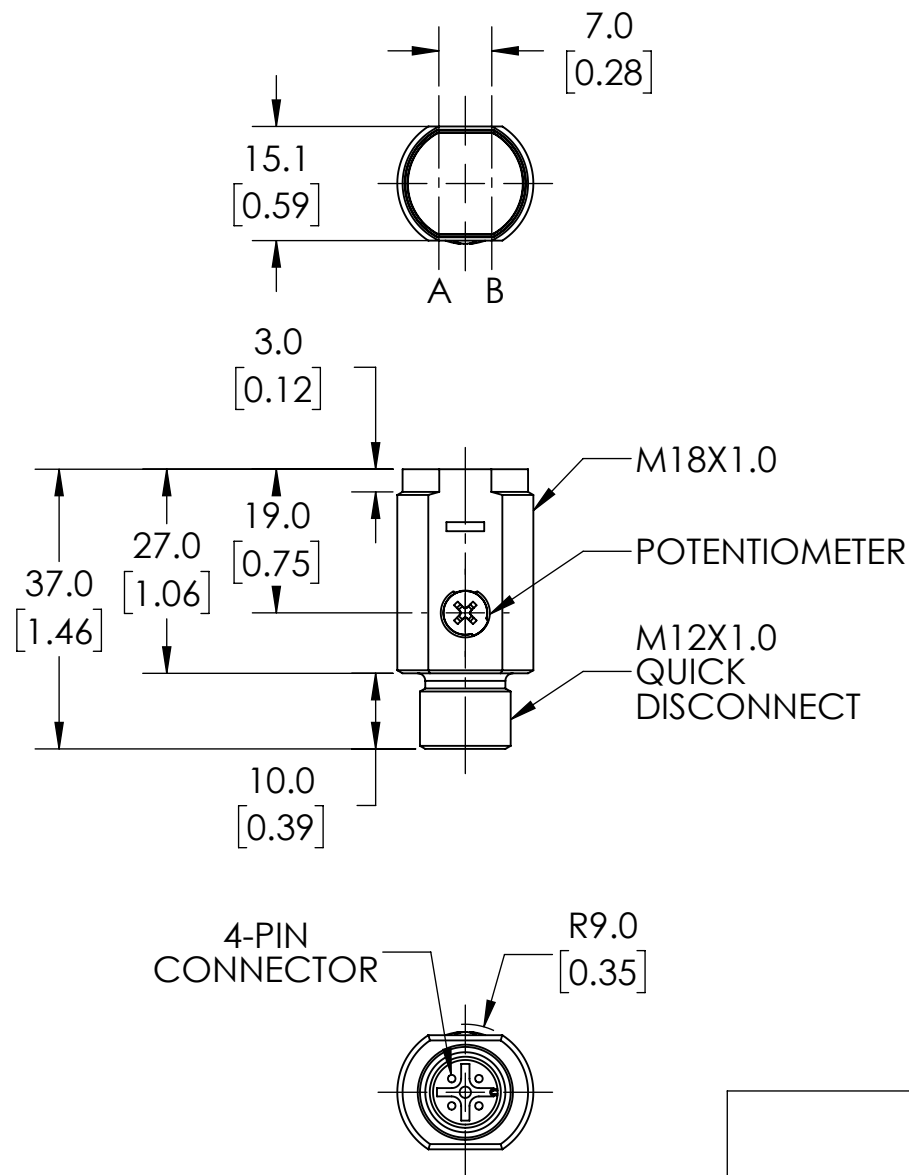 7.0
[0.28]
15.1
[0.59]
A B
3.0
[0.12]
M18X1.0
19.0
[0.75]
27.0
[1.06]
POTENTIOMETER
37.0
[1.46]
M12X1.0
QUICK
DISCONNECT
10.0
[0.39]
4-PIN
CONNECTOR
R9.0
[0.35]